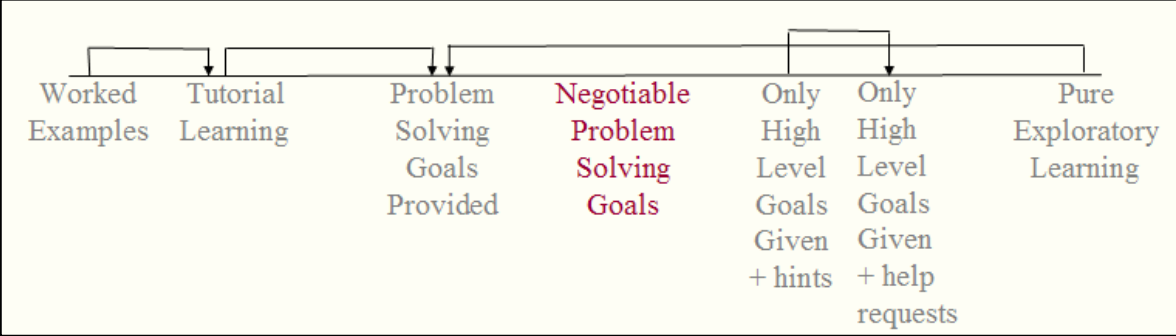 Worked
Examples
Tutorial
Learning
Problem
Solving
Goals
Provided
Negotiable
Problem
Solving
Goals
Only
High
Level
Goals
Given
+ hints
Only
High
Level
Goals
Given
+ help
requests
Pure
Exploratory
Learning